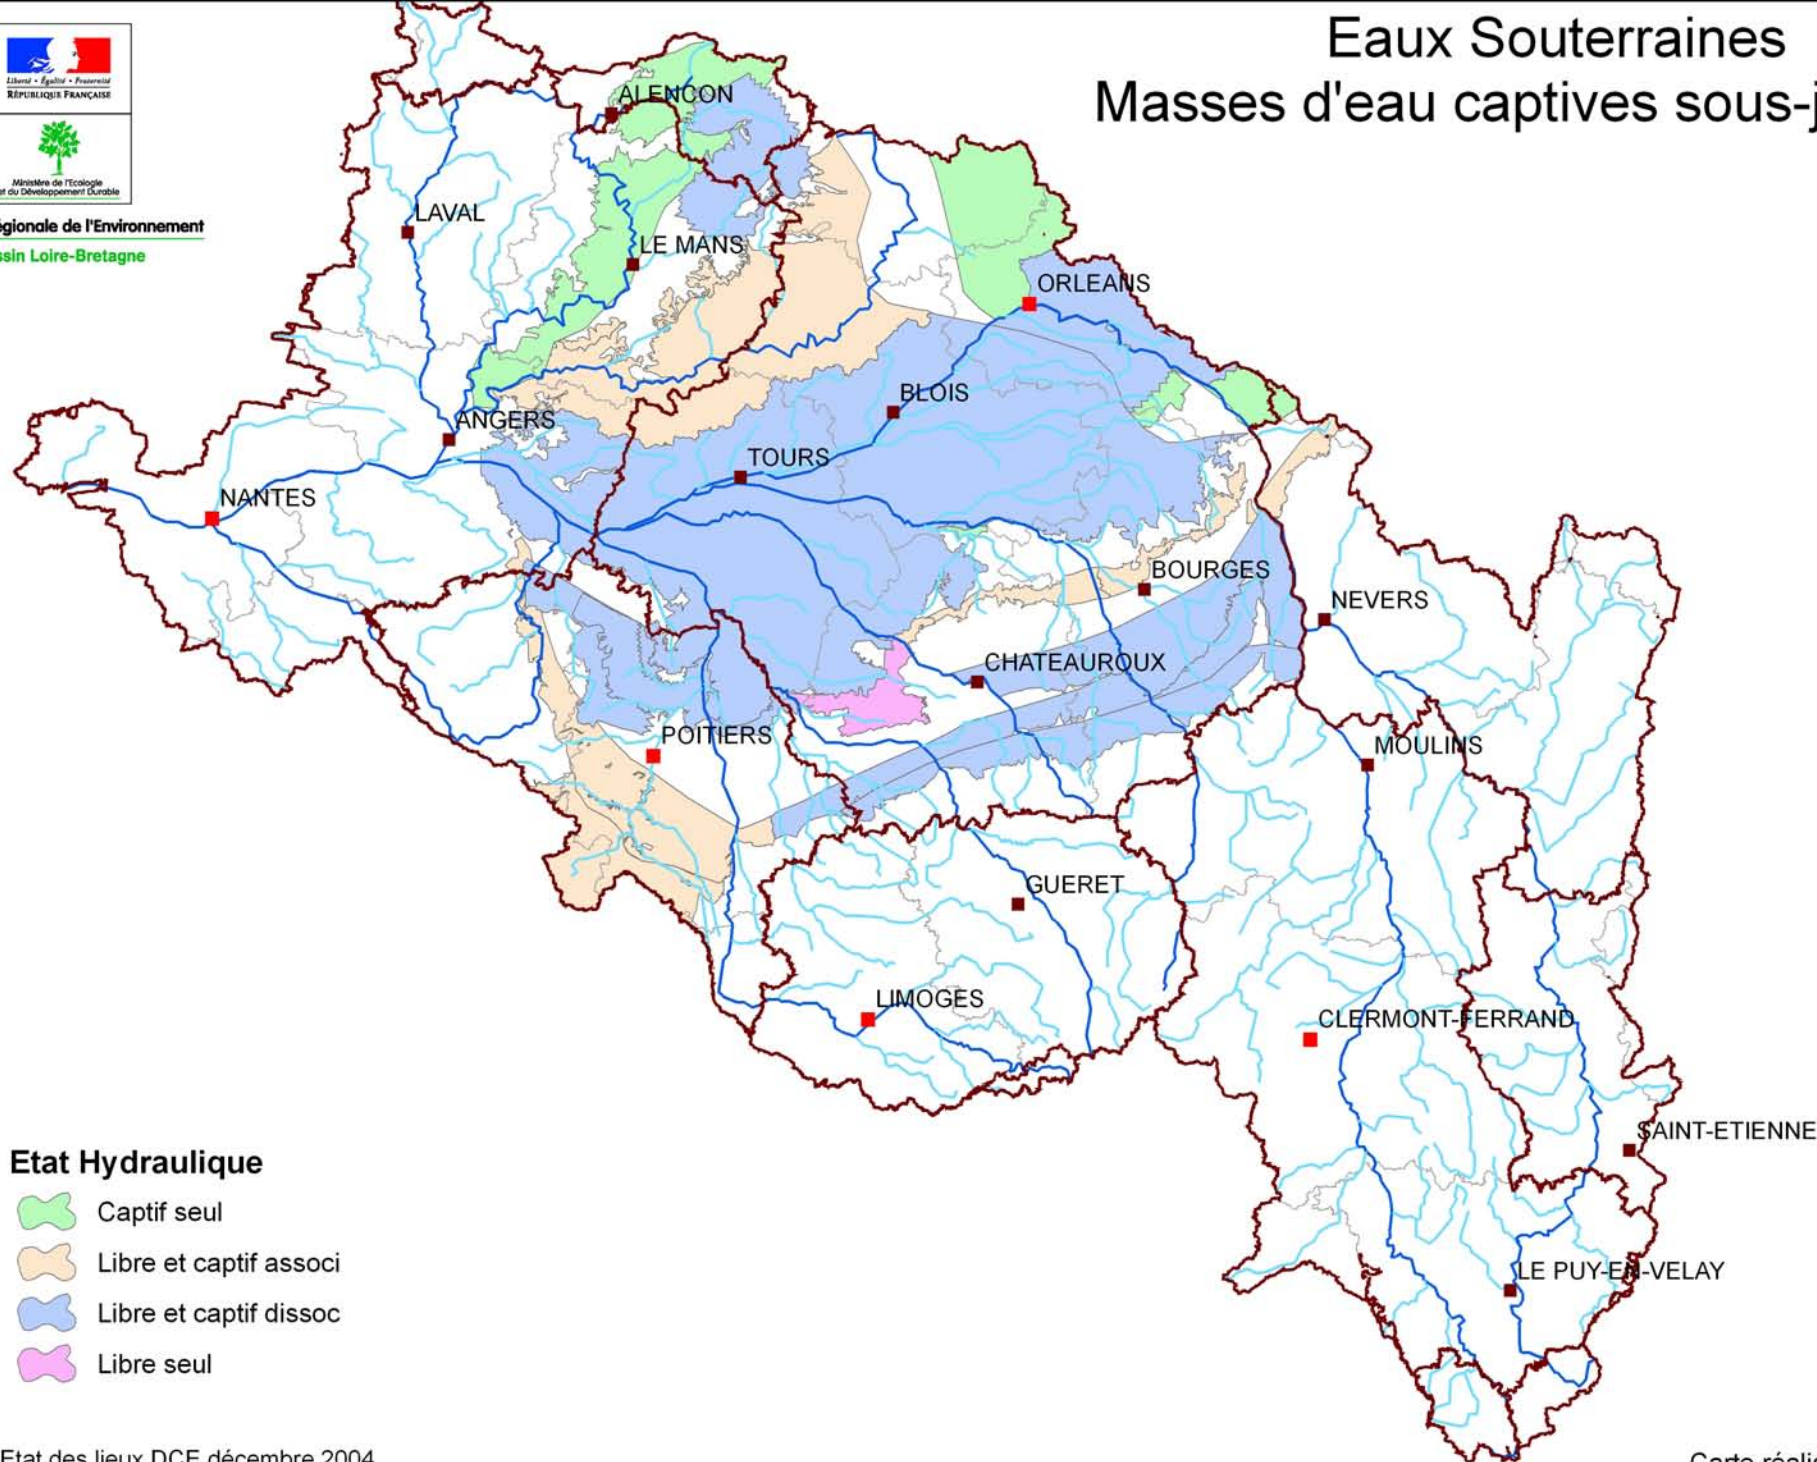 Eaux Souterraines
Masses d'eau captives sous-j
Liberté • Égalité • Fraternité
RÉPUBLIQUE FRANÇAISE
Ministère de l'Ecologie
et du Développement Durable
égionale de l'Environnement
ssin Loire-Bretagne
ALENCON
LAVAL
LE MANS
ORLEANS
BLOIS
ANGERS
TOURS
NANTES
BOURGES
NEVERS
CHATEAUROUX
POITIERS
MOULINS
GUERET
LIMOGES
CLERMONT-FERRAND
SAINT-ETIENNE
LE PUY-EN-VELAY
Etat Hydraulique
Captif seul
Libre et captif associ
Libre et captif dissoc
Libre seul
Etat des lieux DCE décembre 2004
Carte réalis